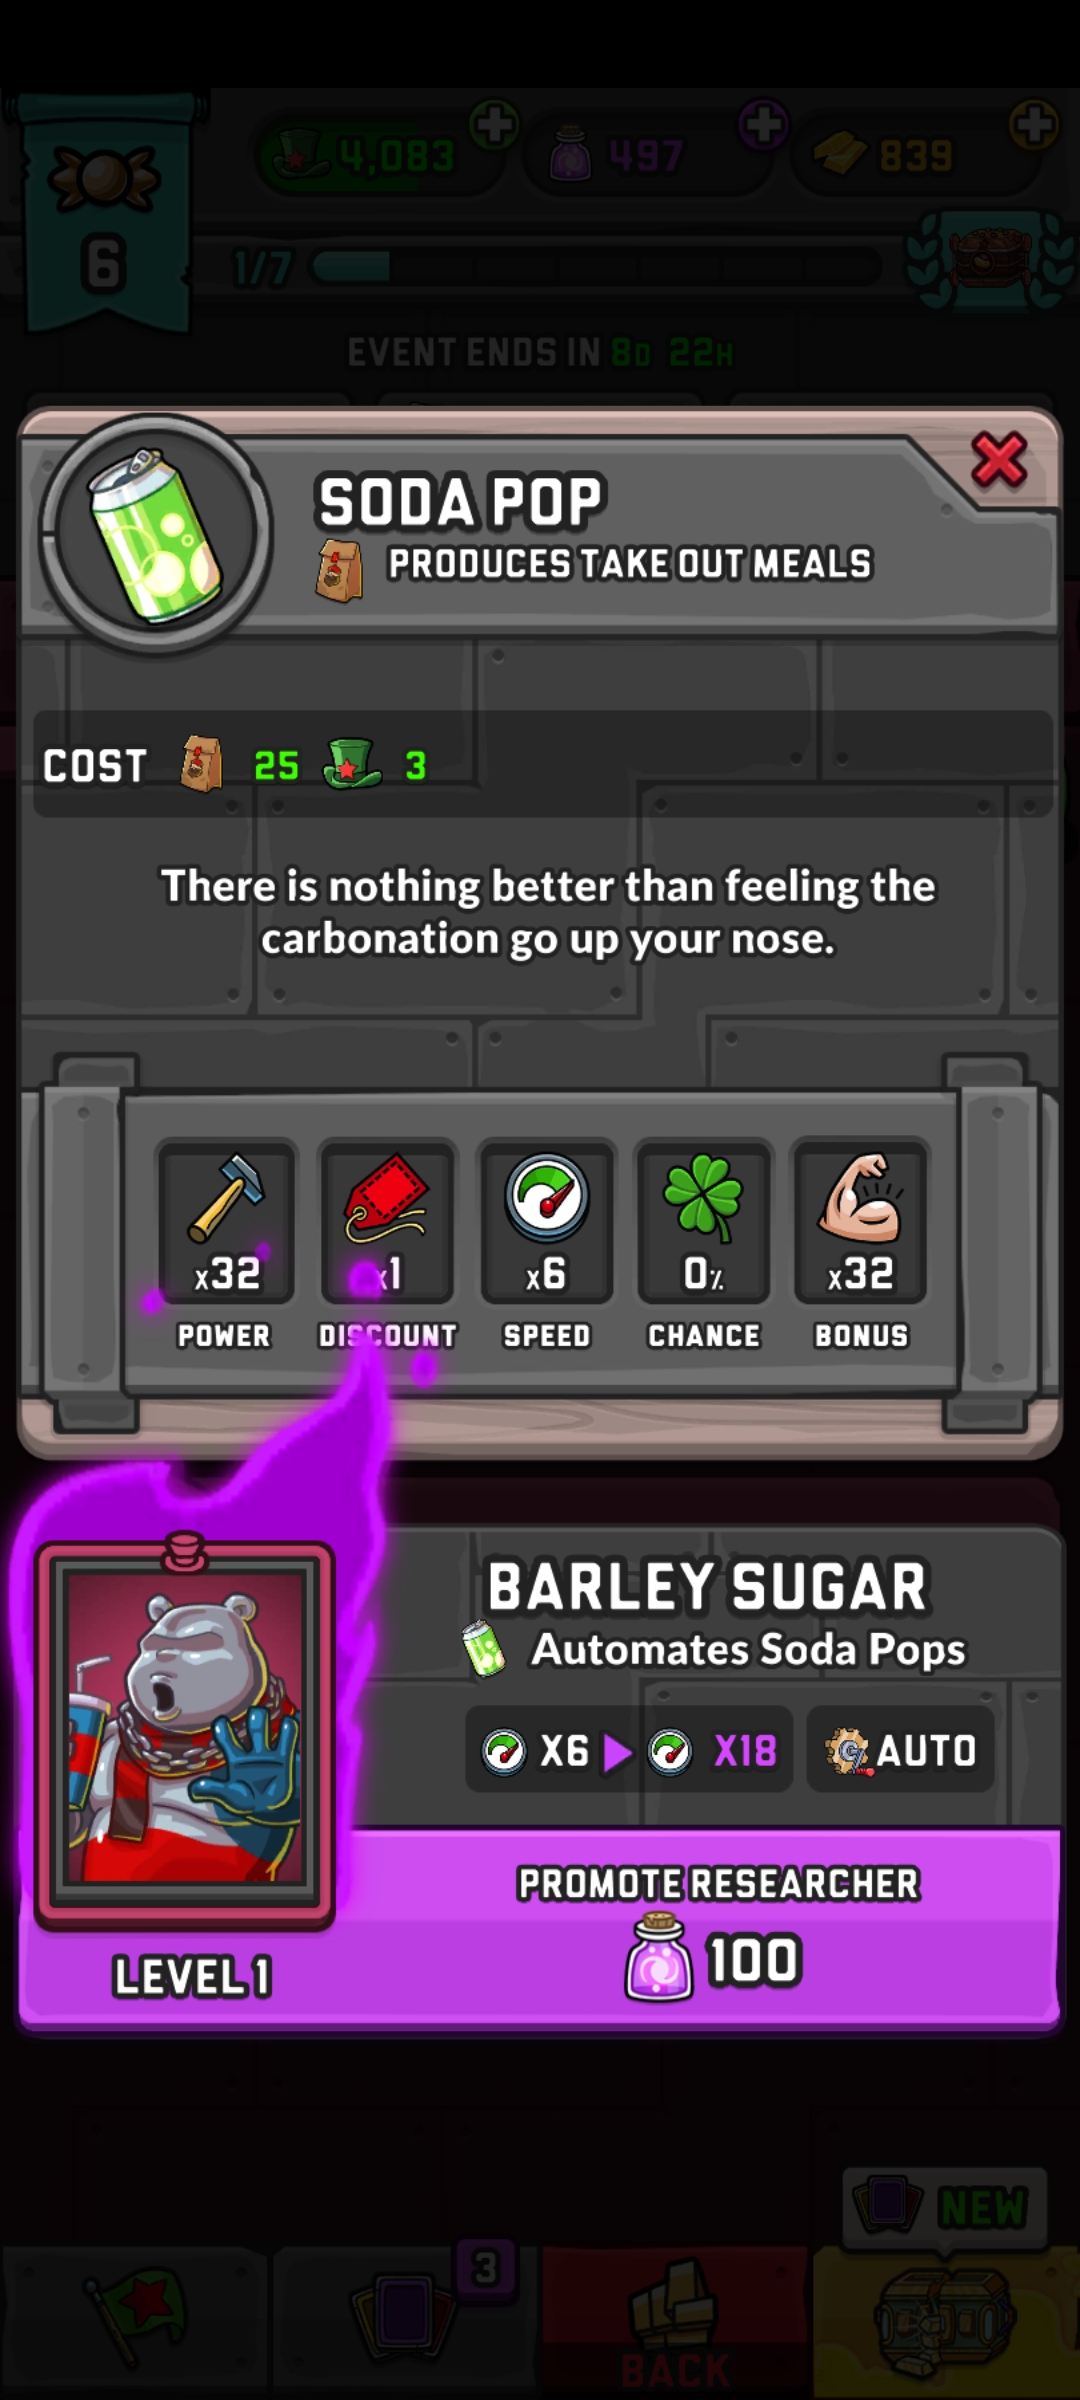 4,083
497
839
6
1/7
EVENT ENDS IN 8D 22H
SODA POP
PRODUCES TAKE OUT MEALS
COST 25 3
There is nothing better than feeling the
carbonation go up your nose.
x32 x1 x6 0% x32
POWER DISCOUNT SPEED CHANCE BONUS
BARLEY SUGAR
Automates Soda Pops
X6 X18 AUTO
PROMOTE RESEARCHER
100
LEVEL 1
NEW
3
BACK